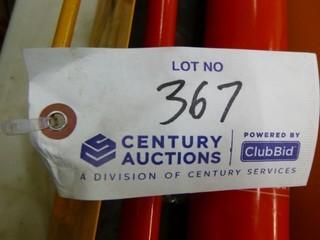 LOT NO
367
CENTURY AUCTIONS
POWERED BY
ClubBid
A DIVISION OF CENTURY SERVICES